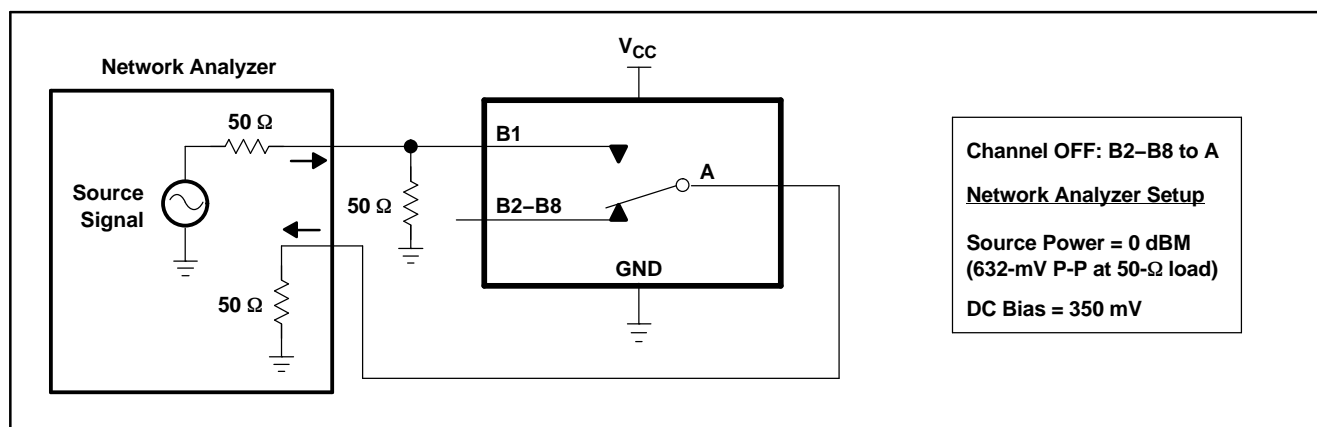 Network Analyzer
50 Ω
Source
Signal
50 Ω
50 Ω
VCC
B1
A
B2–B8
GND
Channel OFF: B2–B8 to A
Network Analyzer Setup
Source Power = 0 dBM
(632-mV P-P at 50-Ω load)
DC Bias = 350 mV